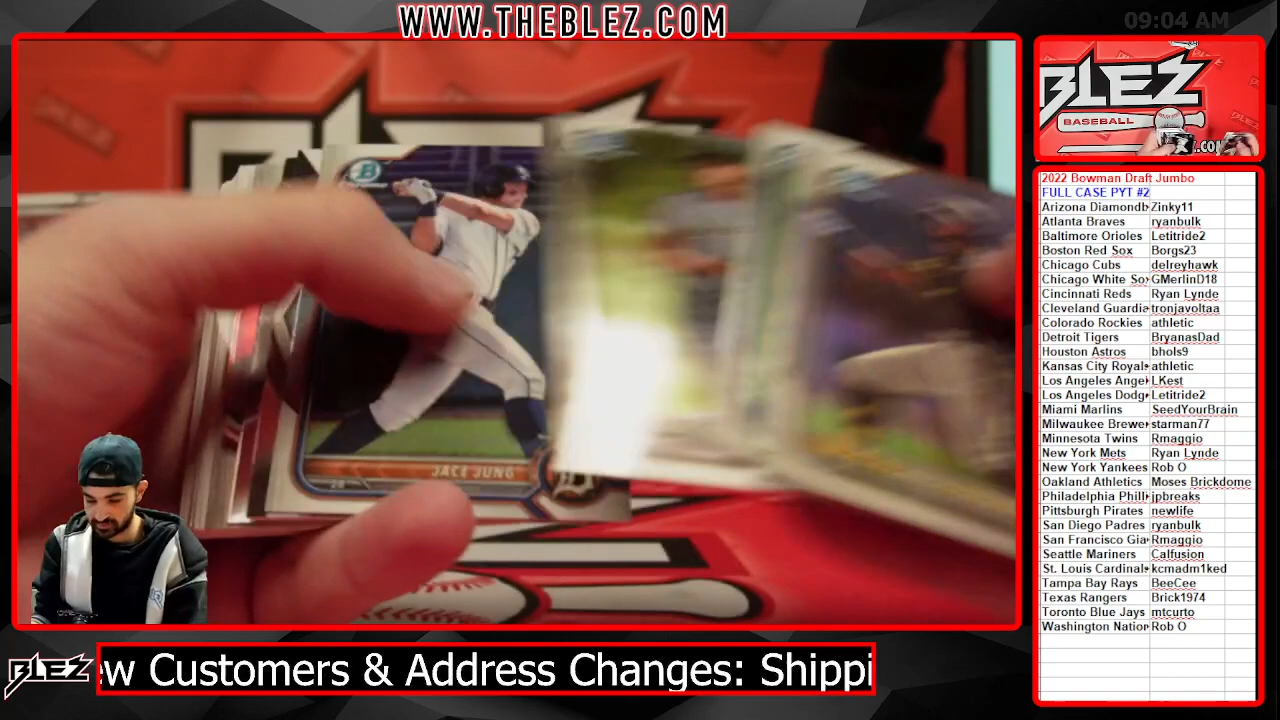 WWW.THEBLEZ.COM
09:04 AM
BLEZ
BASEBALL
Z.CO
JACE JUNG
2022 Bowman Draft Jumbo
FULL CASE PYT #2
Arizona Diamondb Zinky11
Atlanta Braves ryanbulk
Baltimore Orioles Letitride2
Boston Red Sox Borgs23
Chicago Cubs delreyhawk
Chicago White So GMerlinD18
Cincinnati Reds Ryan Lynde
Cleveland Guardia tronjavoltaa
Colorado Rockies athletic
Detroit Tigers BryanasDad
Houston Astros bhols9
Kansas City Royal athletic
Los Angeles Angel LKest
Los Angeles Dodg Letitride2
Miami Marlins SeedYourBrain
Milwaukee Brewe starman77
Minnesota Twins Rmaggio
New York Mets Ryan Lynde
New York Yankees Rob O
Oakland Athletics Moses Brickdome
Philadelphia Phill jpbreaks
Pittsburgh Pirates newlife
San Diego Padres ryanbulk
San Francisco Gia Rmaggio
Seattle Mariners Calfusion
St. Louis Cardinal kcmadm1ked
Tampa Bay Rays BeeCee
Texas Rangers Brick1974
Toronto Blue Jays mtcurto
Washington Nation Rob O
BLEZ
w Customers & Address Changes: Shippi